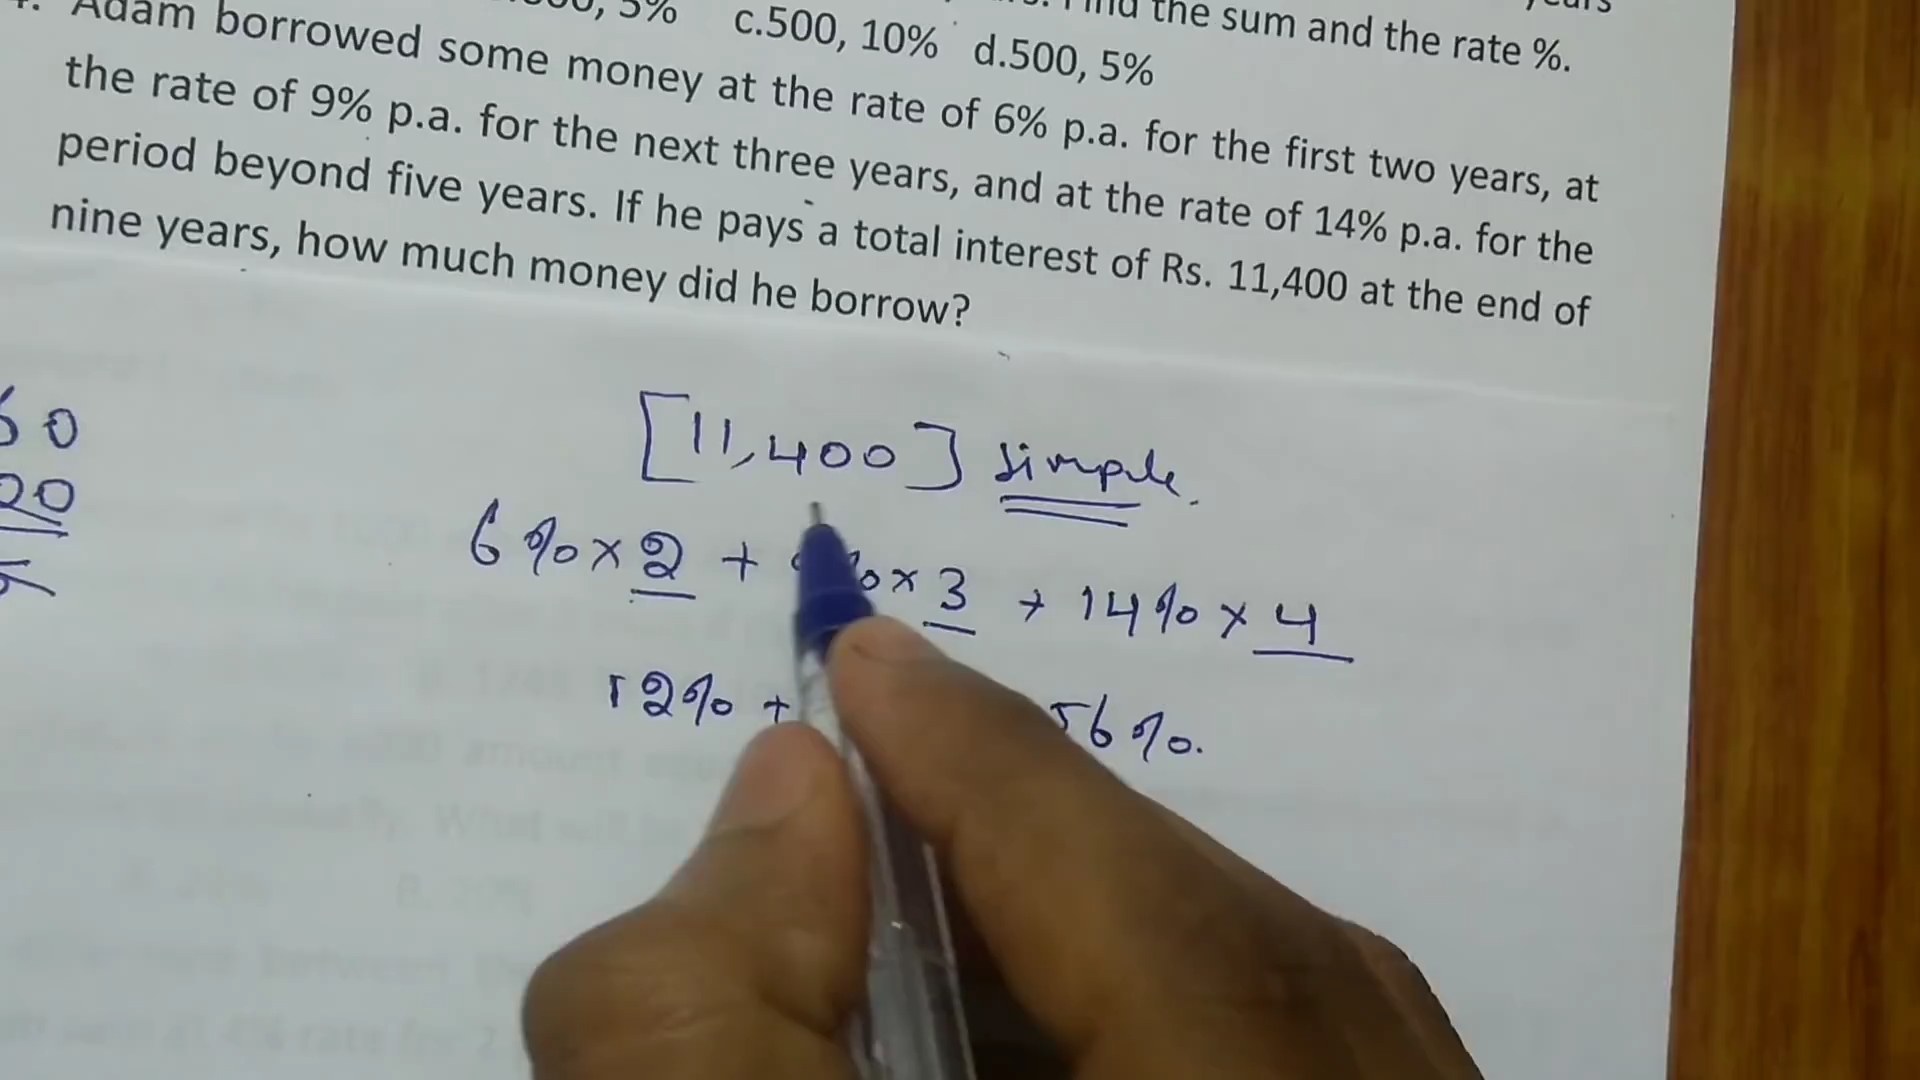 years
Find the sum and the rate %.
5% c.500, 10% d.500, 5%
Adam borrowed some money at the rate of 6% p.a. for the first two years, at
the rate of 9% p.a. for the next three years, and at the rate of 14% p.a. for the
period beyond five years. If he pays a total interest of Rs. 11,400 at the end of
nine years, how much money did he borrow?
[11,400] simple.
6%×2 + %×3 + 14%×4
12% + 56%.
60
20